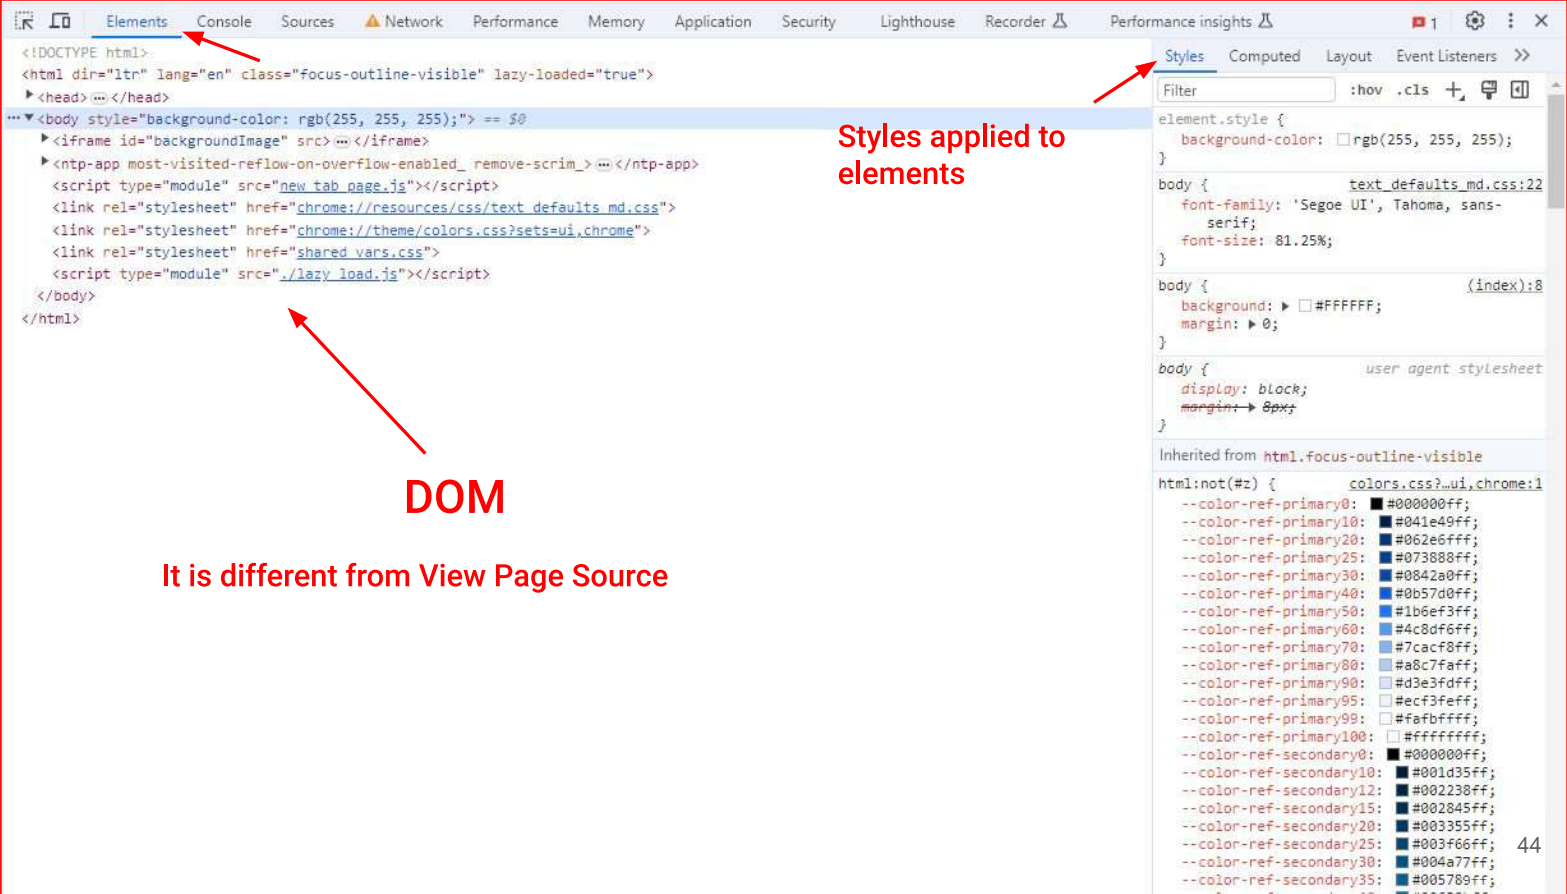 Elements Console Sources Network Performance Memory Application Security Lighthouse Recorder Performance insights 1
<!DOCTYPE html>
<html dir="ltr" lang="en" class="focus-outline-visible" lazy-loaded="true">
<head> … </head>
<body style="background-color: rgb(255, 255, 255);"> == $0
<iframe id="backgroundImage" src> … </iframe>
<ntp-app most-visited-reflow-on-overflow-enabled_ remove-scrim_> … </ntp-app>
<script type="module" src="new_tab_page.js"></script>
<link rel="stylesheet" href="chrome://resources/css/text_defaults_md.css">
<link rel="stylesheet" href="chrome://theme/colors.css?sets=ui,chrome">
<link rel="stylesheet" href="shared_vars.css">
<script type="module" src="./lazy_load.js"></script>
</body>
</html>
DOM
It is different from View Page Source
Styles applied to
elements
Styles Computed Layout Event Listeners
Filter :hov .cls
element.style {
background-color: rgb(255, 255, 255);
}
body { text_defaults_md.css:22
font-family: 'Segoe UI', Tahoma, sans-
serif;
font-size: 81.25%;
}
body { (index):8
background: #FFFFFF;
margin: 0;
}
body { user agent stylesheet
display: block;
margin: 8px;
}
Inherited from html.focus-outline-visible
html:not(#z) { colors.css?…ui,chrome:1
--color-ref-primary0: #000000ff;
--color-ref-primary10: #041e49ff;
--color-ref-primary20: #062e6fff;
--color-ref-primary25: #073888ff;
--color-ref-primary30: #0842a0ff;
--color-ref-primary40: #0b57d0ff;
--color-ref-primary50: #1b6ef3ff;
--color-ref-primary60: #4c8df6ff;
--color-ref-primary70: #7cacf8ff;
--color-ref-primary80: #a8c7faff;
--color-ref-primary90: #d3e3fdff;
--color-ref-primary95: #ecf3feff;
--color-ref-primary99: #fafbffff;
--color-ref-primary100: #ffffffff;
--color-ref-secondary0: #000000ff;
--color-ref-secondary10: #001d35ff;
--color-ref-secondary12: #002238ff;
--color-ref-secondary15: #002845ff;
--color-ref-secondary20: #003355ff;
--color-ref-secondary25: #003f66ff;
--color-ref-secondary30: #004a77ff;
--color-ref-secondary35: #005789ff;
44